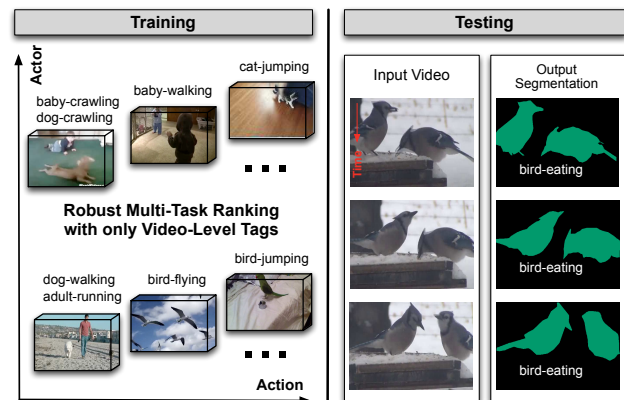 Training
Testing
Actor
baby-crawling
dog-crawling
baby-walking
cat-jumping
Robust Multi-Task Ranking
with only Video-Level Tags
dog-walking
adult-running
bird-flying
bird-jumping
Action
Input Video
Time
Output
Segmentation
bird-eating
bird-eating
bird-eating